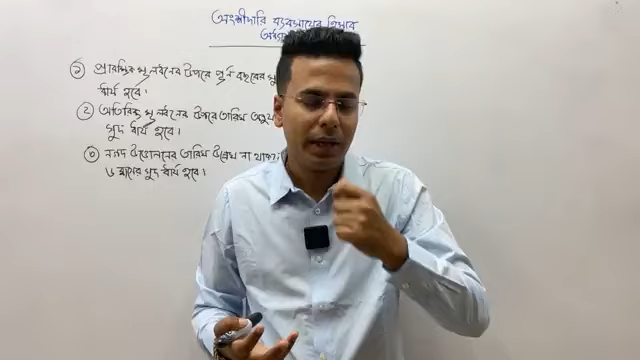 অংশীদারি ব্যবসায়ের হিসাব
① প্রারম্ভিক মূলধনের উপরে পূর্ন বছরের
ধার্য হবে।
② অতিরিক্ত মূলধনের উপরে তারিখ
সুদ ধার্য হবে।
③ নগদ উত্তোলনের তারিখ উল্লেখ না
৬ মাসের সুদ ধার্য হবে।